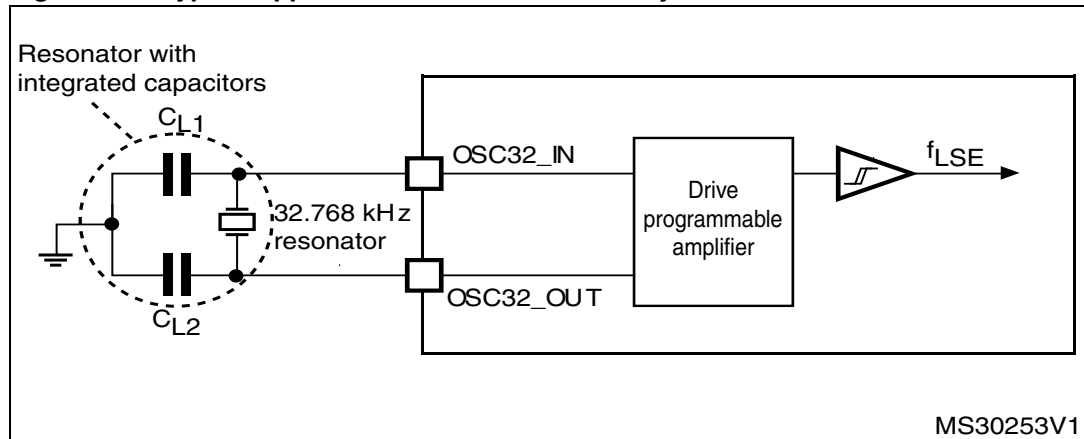 Resonator with
integrated capacitors
CL1
OSC32_IN
fLSE
Drive
programmable
amplifier
32.768 kHz
resonator
OSC32_OUT
CL2
MS30253V1